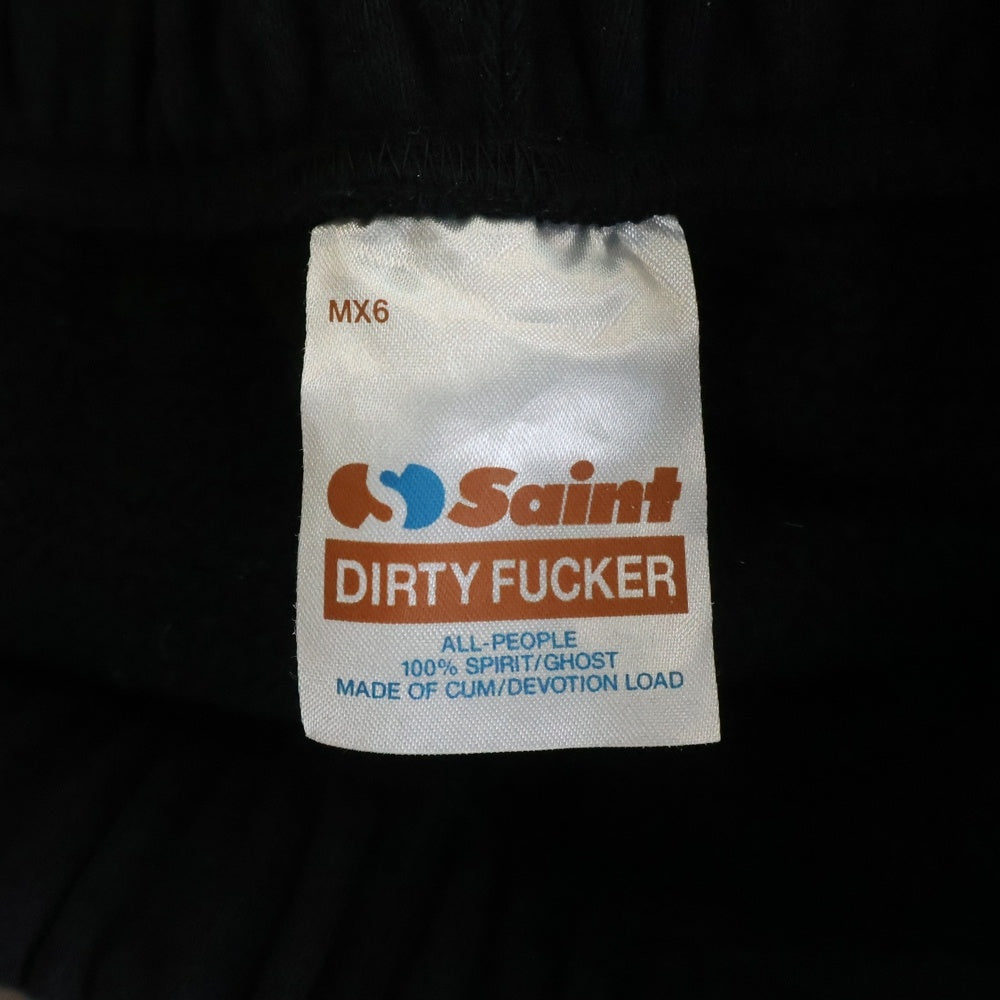 MX6
Saint
DIRTY FUCKER
ALL-PEOPLE
100% SPIRIT/GHOST
MADE OF CUM/DEVOTION LOAD